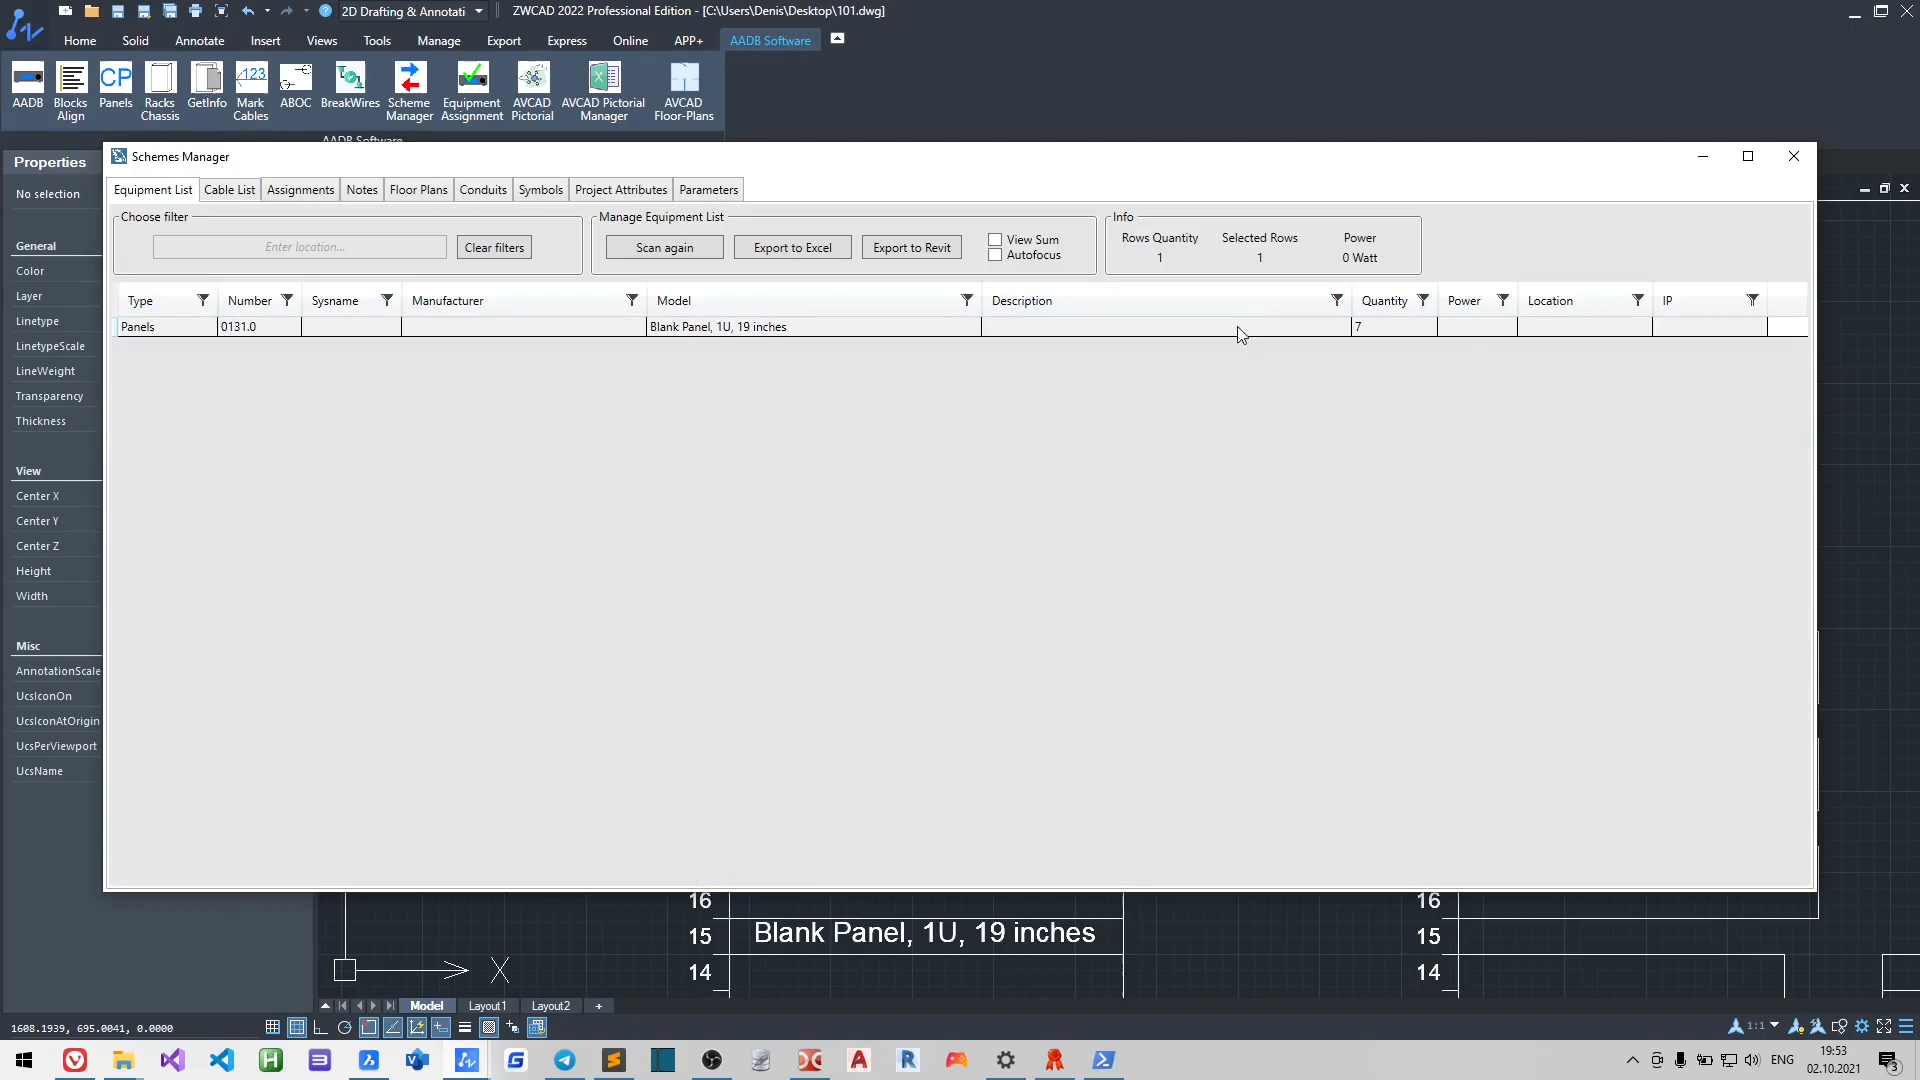 2D Drafting & Annotati
ZWCAD 2022 Professional Edition - [C:\Users\Denis\Desktop\101.dwg]
Home Solid Annotate Insert Views Tools Manage Export Express Online APP+ AADB Software
CP 123
AADB Blocks Align Panels Racks Chassis GetInfo Mark Cables ABOC BreakWires Scheme Manager Equipment Assignment AVCAD Pictorial AVCAD Pictorial Manager AVCAD Floor-Plans
AADB Software
Properties
No selection
General
Color
Layer
Linetype
LinetypeScale
LineWeight
Transparency
Thickness
View
Center X
Center Y
Center Z
Height
Width
Misc
AnnotationScale
UcsIconOn
UcsIconAtOrigin
UcsPerViewport
UcsName
Schemes Manager
Equipment List Cable List Assignments Notes Floor Plans Conduits Symbols Project Attributes Parameters
Choose filter
Enter location...
Clear filters
Manage Equipment List
Scan again Export to Excel Export to Revit
View Sum
Autofocus
Info
Rows Quantity Selected Rows Power
1 1 0 Watt
Type Number Sysname Manufacturer Model Description Quantity Power Location IP
Panels 0131.0 Blank Panel, 1U, 19 inches 7
16 16
15 Blank Panel, 1U, 19 inches 15
14 14
X
Model Layout1 Layout2 +
1608.1939, 695.0041, 0.0000
1:1
ENG
19:53
02.10.2021
3